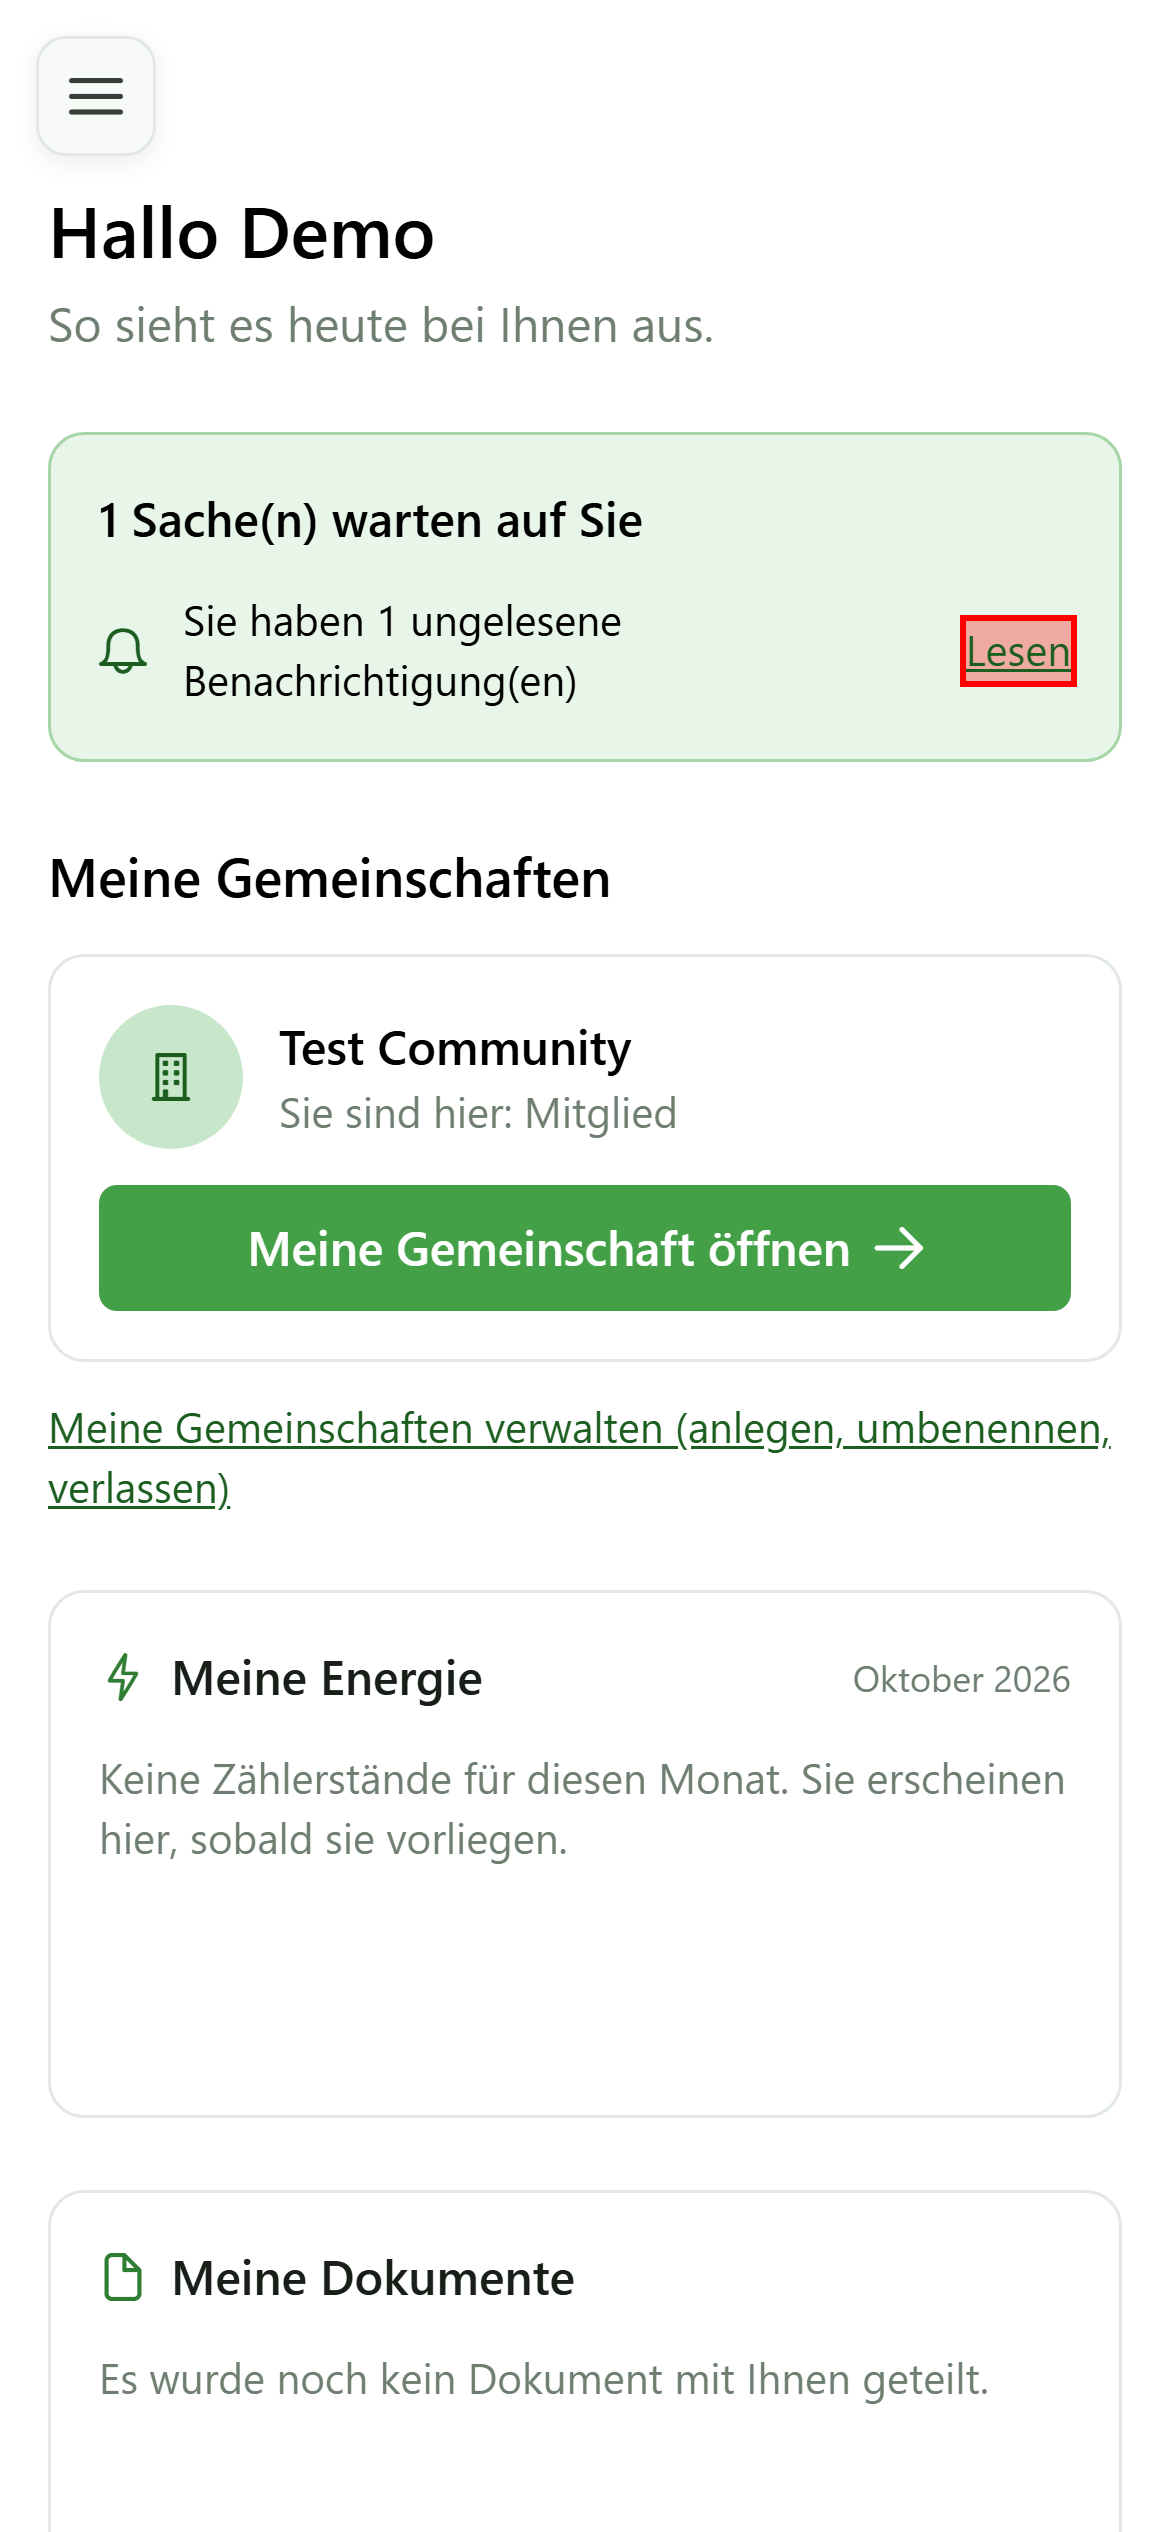 Hallo Demo
So sieht es heute bei Ihnen aus.
1 Sache(n) warten auf Sie
Sie haben 1 ungelesene
Benachrichtigung(en)
Lesen
Meine Gemeinschaften
Test Community
Sie sind hier: Mitglied
Meine Gemeinschaft öffnen
Meine Gemeinschaften verwalten (anlegen, umbenennen,
verlassen)
Meine Energie
Oktober 2026
Keine Zählerstände für diesen Monat. Sie erscheinen
hier, sobald sie vorliegen.
Meine Dokumente
Es wurde noch kein Dokument mit Ihnen geteilt.